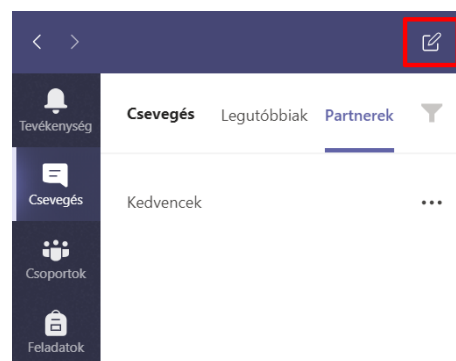 Tevékenység
Csevegés Legutóbbiak Partnerek
Csevegés
Kedvencek
Csoportok
Feladatok